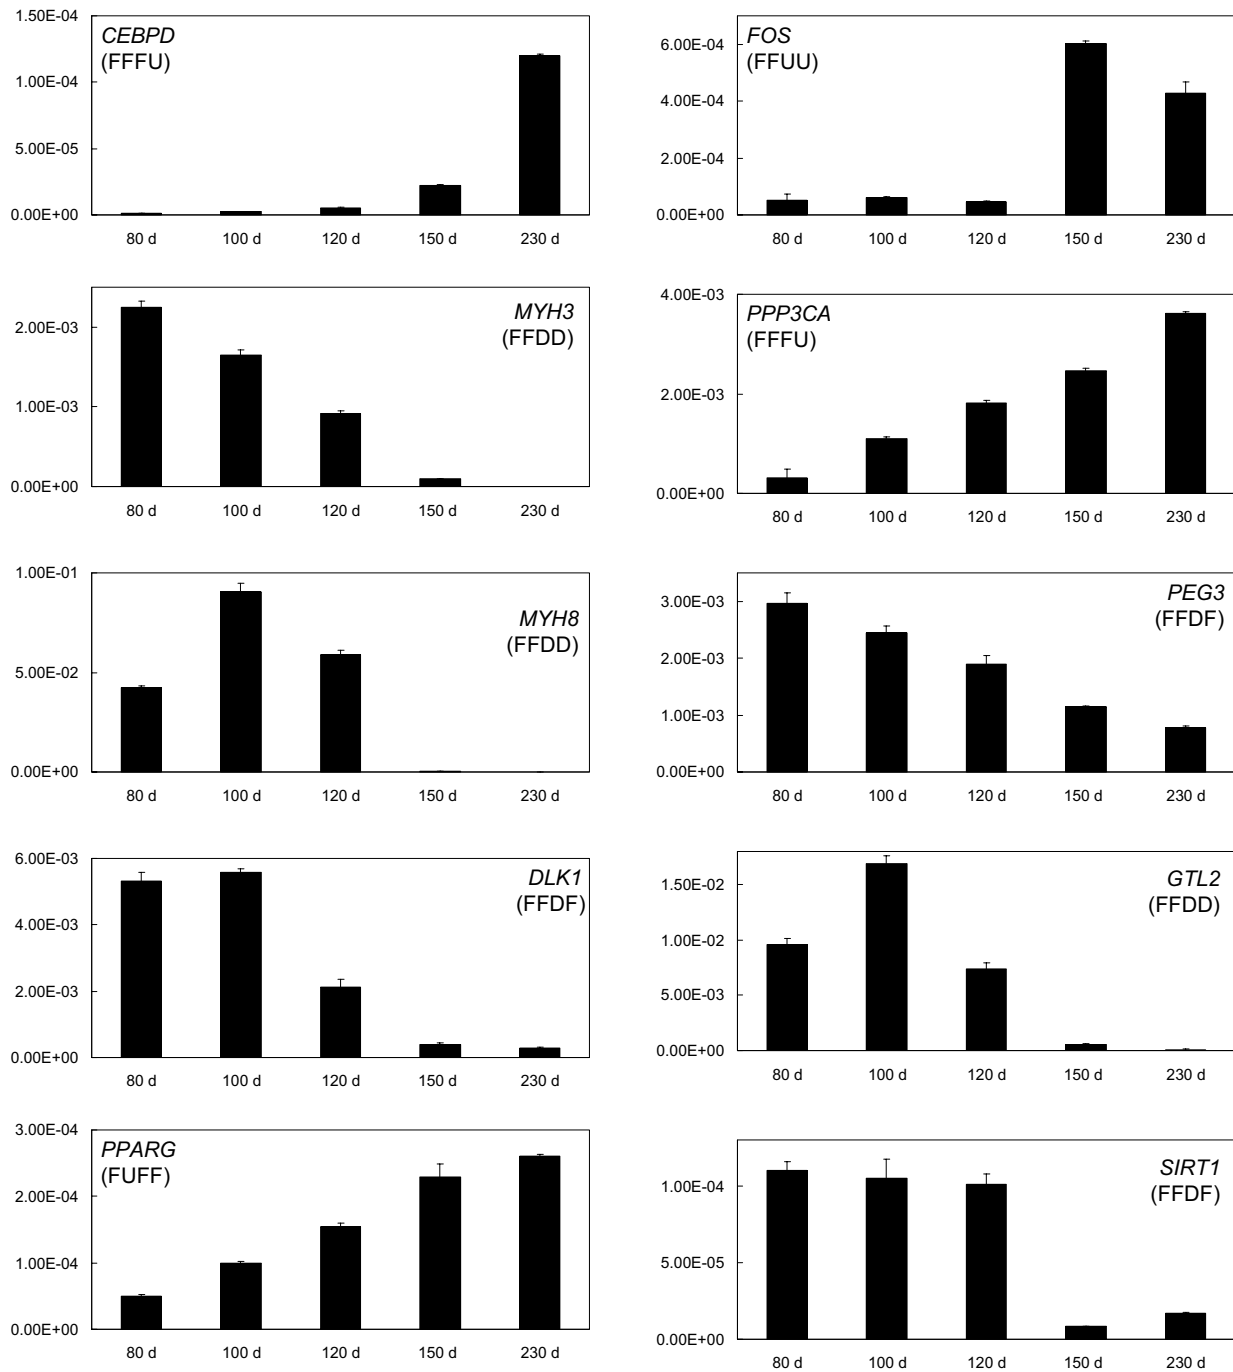 1.50E-04
1.00E-04
5.00E-05
0.00E+00
CEBPD
(FFFU)
80 d 100 d 120 d 150 d 230 d
6.00E-04
4.00E-04
2.00E-04
0.00E+00
FOS
(FFUU)
80 d 100 d 120 d 150 d 230 d
2.00E-03
1.00E-03
0.00E+00
MYH3
(FFDD)
80 d 100 d 120 d 150 d 230 d
4.00E-03
2.00E-03
0.00E+00
PPP3CA
(FFFU)
80 d 100 d 120 d 150 d 230 d
1.00E-01
5.00E-02
0.00E+00
MYH8
(FFDD)
80 d 100 d 120 d 150 d 230 d
3.00E-03
2.00E-03
1.00E-03
0.00E+00
PEG3
(FFDF)
80 d 100 d 120 d 150 d 230 d
6.00E-03
4.00E-03
2.00E-03
0.00E+00
DLK1
(FFDF)
80 d 100 d 120 d 150 d 230 d
1.50E-02
1.00E-02
5.00E-03
0.00E+00
GTL2
(FFDD)
80 d 100 d 120 d 150 d 230 d
3.00E-04
2.00E-04
1.00E-04
0.00E+00
PPARG
(FUFF)
80 d 100 d 120 d 150 d 230 d
1.00E-04
5.00E-05
0.00E+00
SIRT1
(FFDF)
80 d 100 d 120 d 150 d 230 d